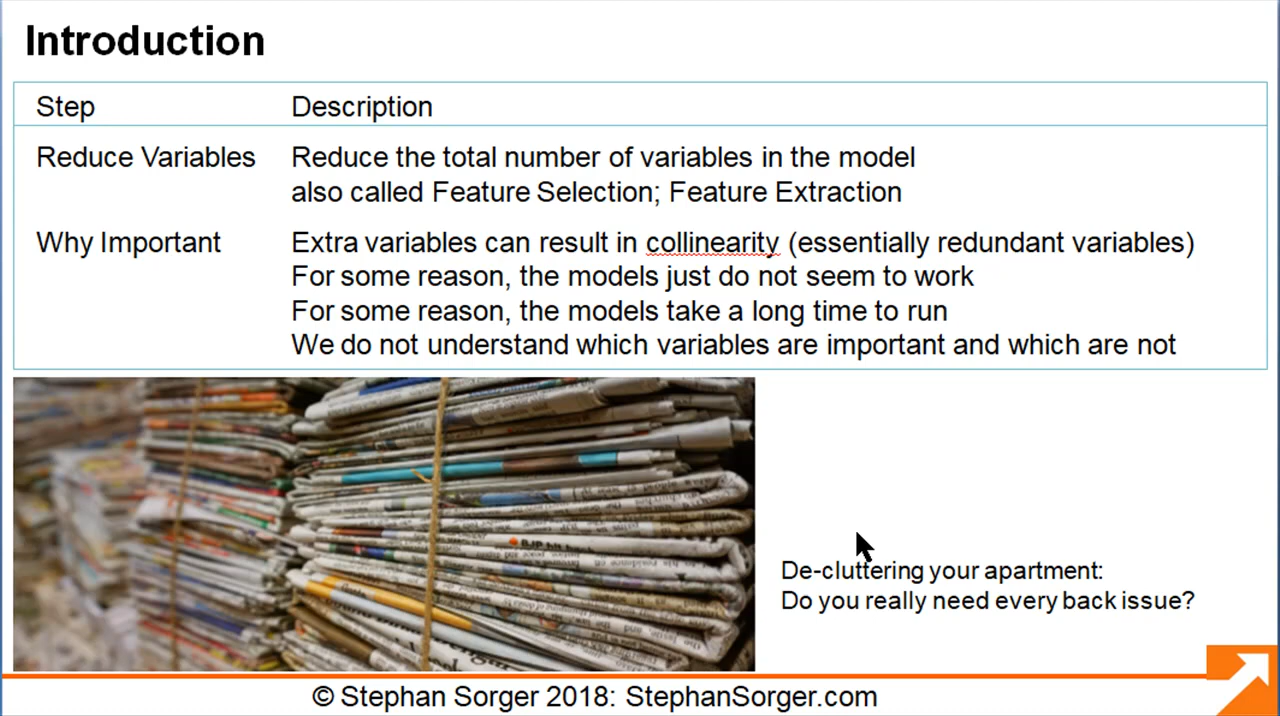 Introduction
Step Description
Reduce Variables Reduce the total number of variables in the model
also called Feature Selection; Feature Extraction
Why Important Extra variables can result in collinearity (essentially redundant variables)
For some reason, the models just do not seem to work
For some reason, the models take a long time to run
We do not understand which variables are important and which are not
De-cluttering your apartment:
Do you really need every back issue?
© Stephan Sorger 2018: StephanSorger.com